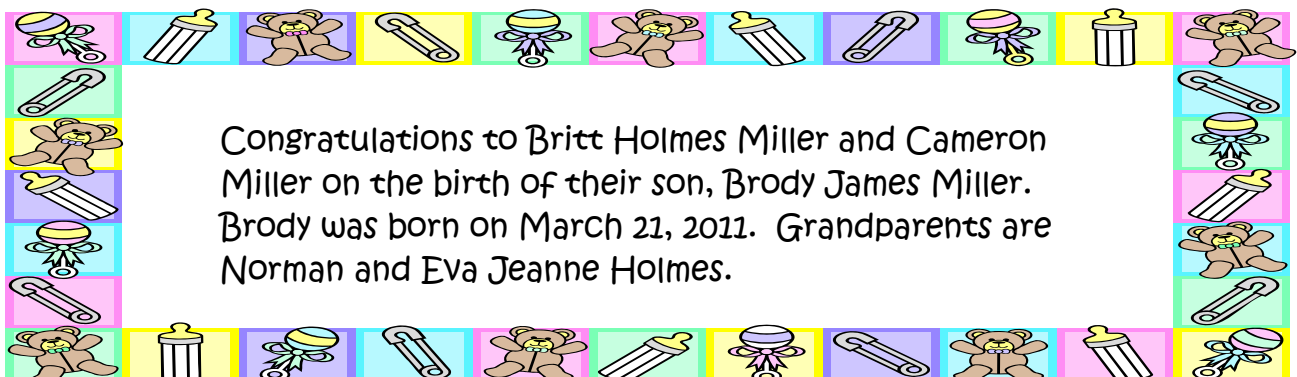 Congratulations to Britt Holmes Miller and Cameron
Miller on the birth of their son, Brody James Miller.
Brody was born on March 21, 2011.  Grandparents are
Norman and Eva Jeanne Holmes.